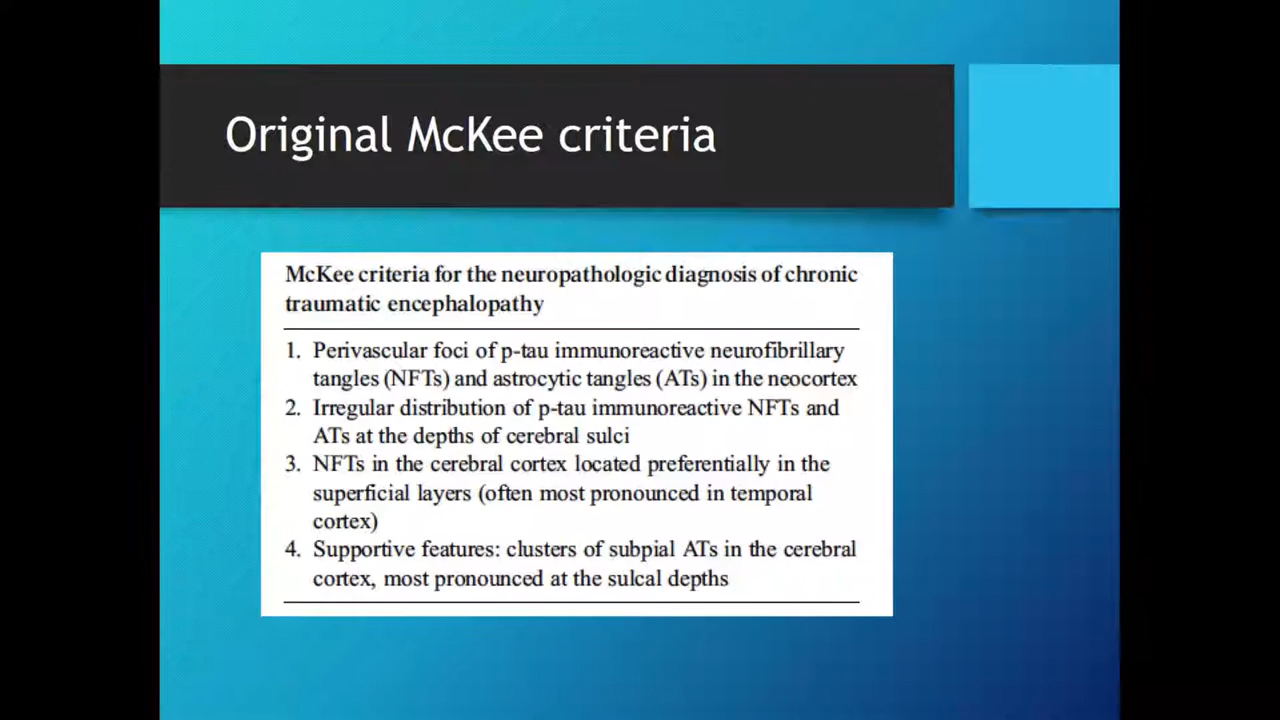 Original McKee criteria
McKee criteria for the neuropathologic diagnosis of chronic
traumatic encephalopathy
1. Perivascular foci of p-tau immunoreactive neurofibrillary
tangles (NFTs) and astrocytic tangles (ATs) in the neocortex
2. Irregular distribution of p-tau immunoreactive NFTs and
ATs at the depths of cerebral sulci
3. NFTs in the cerebral cortex located preferentially in the
superficial layers (often most pronounced in temporal
cortex)
4. Supportive features: clusters of subpial ATs in the cerebral
cortex, most pronounced at the sulcal depths